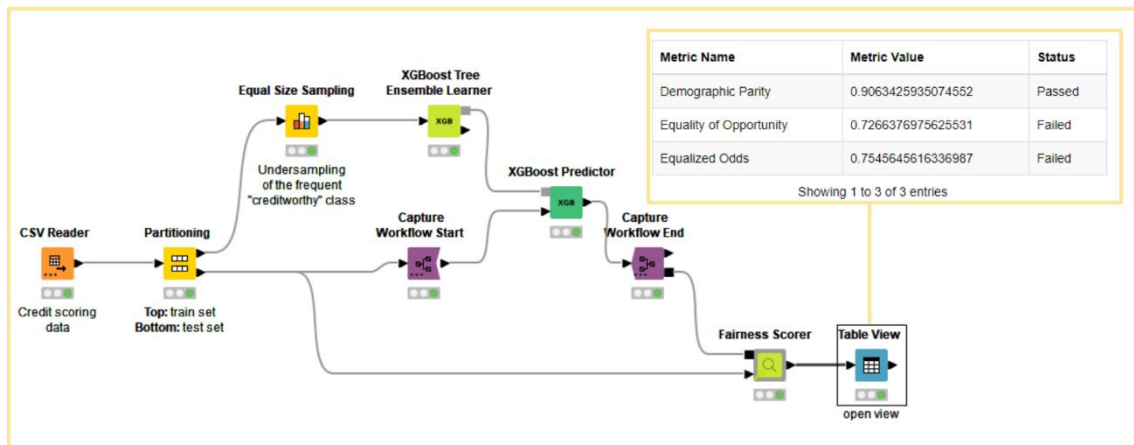 Metric Name Metric Value Status
Demographic Parity 0.9063425935074552 Passed
Equality of Opportunity 0.7266376975625531 Failed
Equalized Odds 0.7545645616336987 Failed
Showing 1 to 3 of 3 entries
XGBoost Tree
Ensemble Learner
Equal Size Sampling
XGB
Undersampling
of the frequent
"creditworthy" class
XGBoost Predictor
XGB
CSV Reader
Partitioning
Capture
Workflow Start
Capture
Workflow End
Credit scoring
data
Top: train set
Bottom: test set
Fairness Scorer
Table View
open view